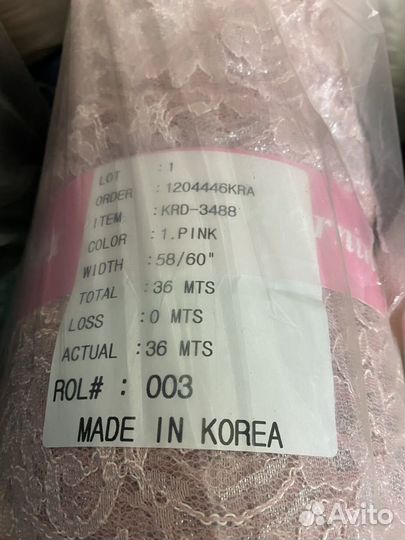 LOT : 1
ORDER : 1204446KRA
ITEM : KRD-3488
COLOR : 1.PINK
WIDTH : 58/60"
TOTAL : 36 MTS
LOSS : 0 MTS
ACTUAL : 36 MTS
ROL# : 003
MADE IN KOREA
Avito